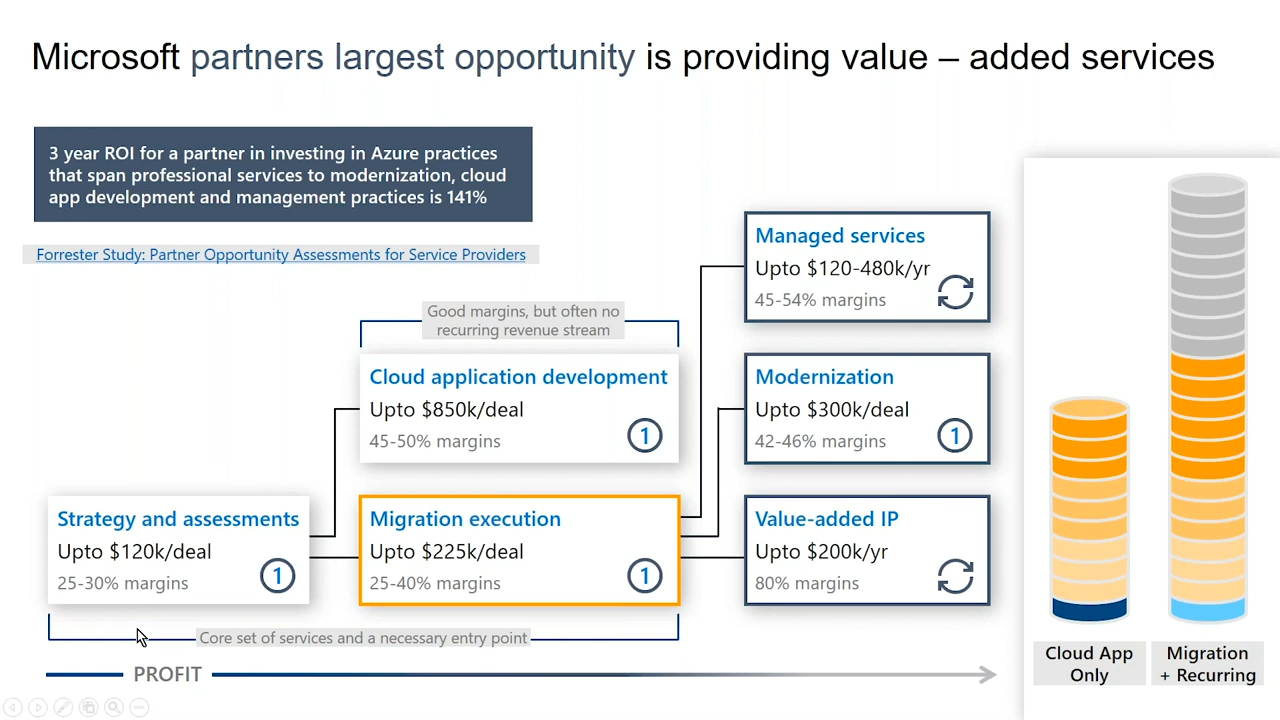 Microsoft partners largest opportunity is providing value – added services
3 year ROI for a partner in investing in Azure practices
that span professional services to modernization, cloud
app development and management practices is 141%
Forrester Study: Partner Opportunity Assessments for Service Providers
Good margins, but often no
recurring revenue stream
Cloud application development
Upto $850k/deal
45-50% margins
1
Strategy and assessments
Upto $120k/deal
25-30% margins
1
Migration execution
Upto $225k/deal
25-40% margins
1
Managed services
Upto $120-480k/yr
45-54% margins
Modernization
Upto $300k/deal
42-46% margins
1
Value-added IP
Upto $200k/yr
80% margins
Core set of services and a necessary entry point
PROFIT
Cloud App
Only
Migration
+ Recurring